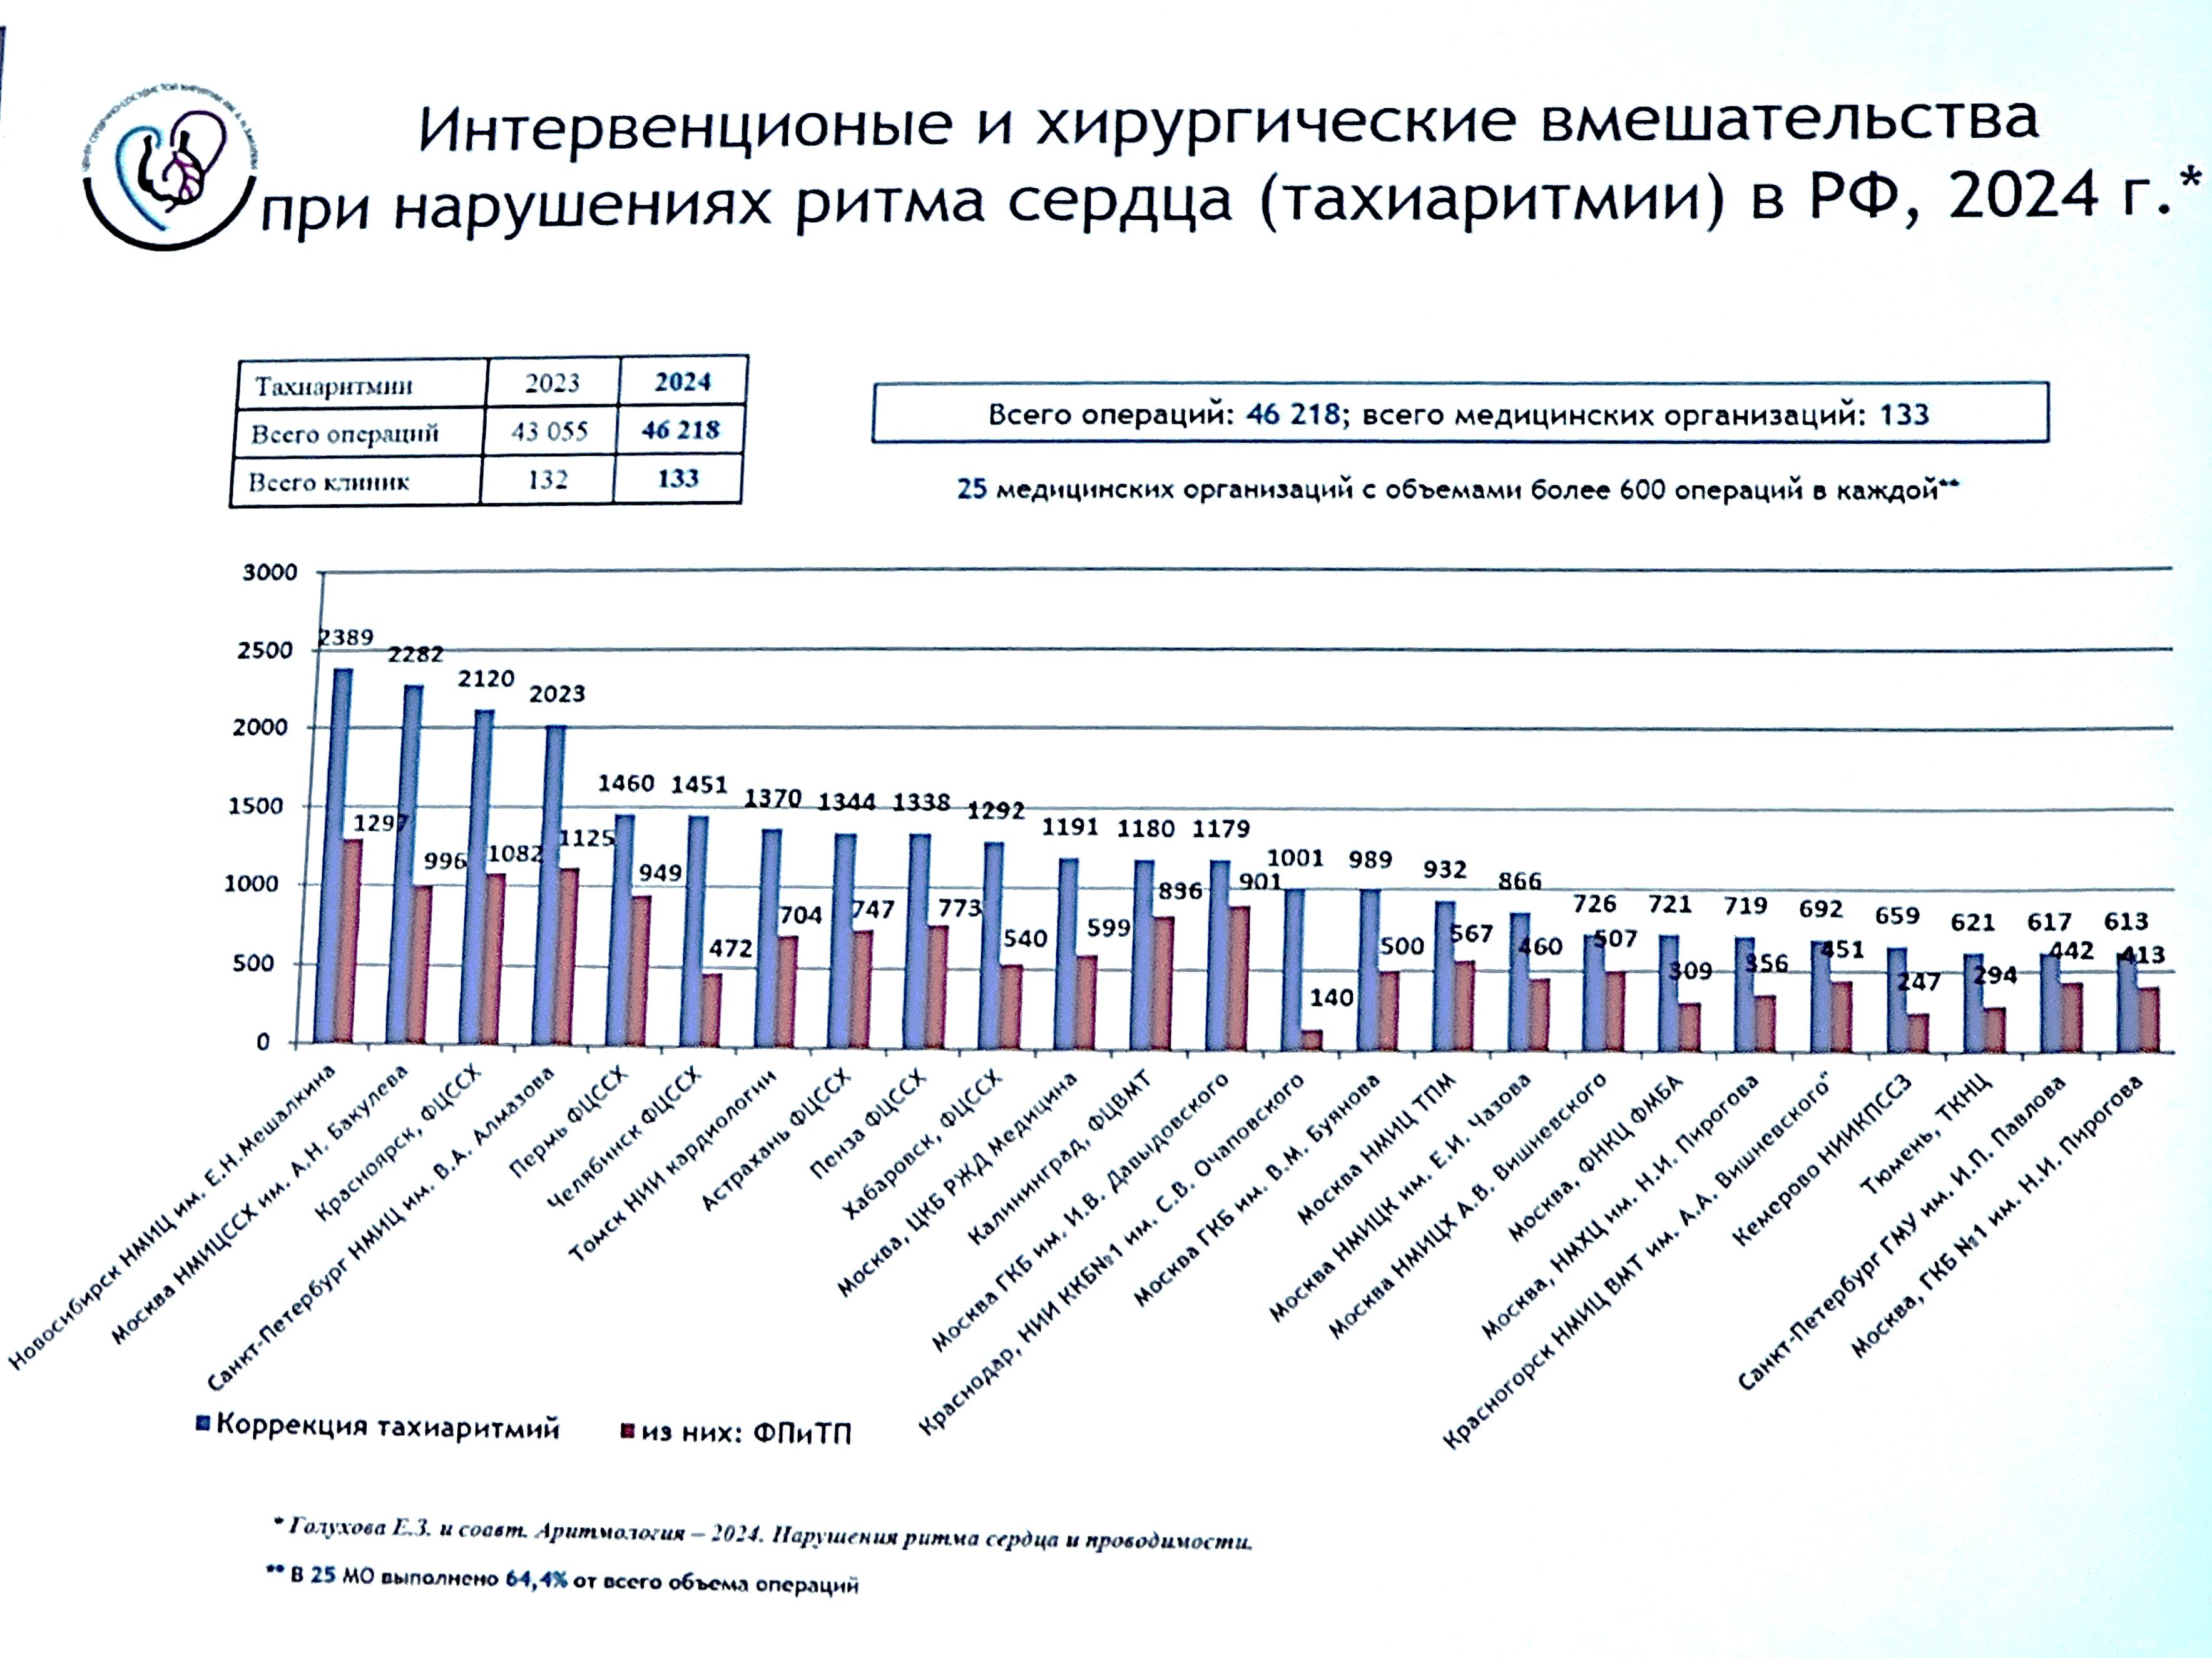 Интервенционые и хирургические вмешательства
при нарушениях ритма сердца (тахиаритмии) в РФ, 2024 г.*
Тахиаритмии 2023 2024
Всего операций 43 055 46 218
Всего клиник 132 133
Всего операций: 46 218; всего медицинских организаций: 133
25 медицинских организаций с объемами более 600 операций в каждой**
3000
2500
2000
1500
1000
500
0
2389 2282 2120 2023 1460 1451 1370 1344 1338 1292 1191 1180 1179 1001 989 932 866 726 721 719 692 659 621 617 613
1297 996 1082 1125 949 472 704 747 773 540 599 836 901 140 500 567 460 507 309 356 451 247 294 442 413
Новосибирск НМИЦ им. Е.Н.Мешалкина
Москва НМИЦССХ им. А.Н. Бакулева
Красноярск, ФЦССХ
Санкт-Петербург НМИЦ им. В.А. Алмазова
Пермь ФЦССХ
Челябинск ФЦССХ
Томск НИИ кардиологии
Астрахань ФЦССХ
Пенза ФЦССХ
Хабаровск, ФЦССХ
Москва, ЦКБ РЖД Медицина
Калининград, ФЦВМТ
Москва ГКБ им. И.В. Давыдовского
Краснодар, НИИ ККБ№1 им. С.В. Очаповского
Москва ГКБ им. В.М. Буянова
Москва НМИЦ ТПМ
Москва НМИЦК им. Е.И. Чазова
Москва НМИЦХ А.В. Вишневского
Москва, ФНКЦ ФМБА
Москва, НМХЦ им. Н.И. Пирогова
Красногорск НМИЦ ВМТ им. А.А. Вишневского"
Кемерово НИИКПССЗ
Тюмень, ТКНЦ
Санкт-Петербург ГМУ им. И.П. Павлова
Москва, ГКБ №1 им. Н.И. Пирогова
Коррекция тахиаритмий
из них: ФПиТП
* Голухова Е.З. и соавт. Аритмология – 2024. Нарушения ритма сердца и проводимости.
** В 25 МО выполнено 64,4% от всего объема операций